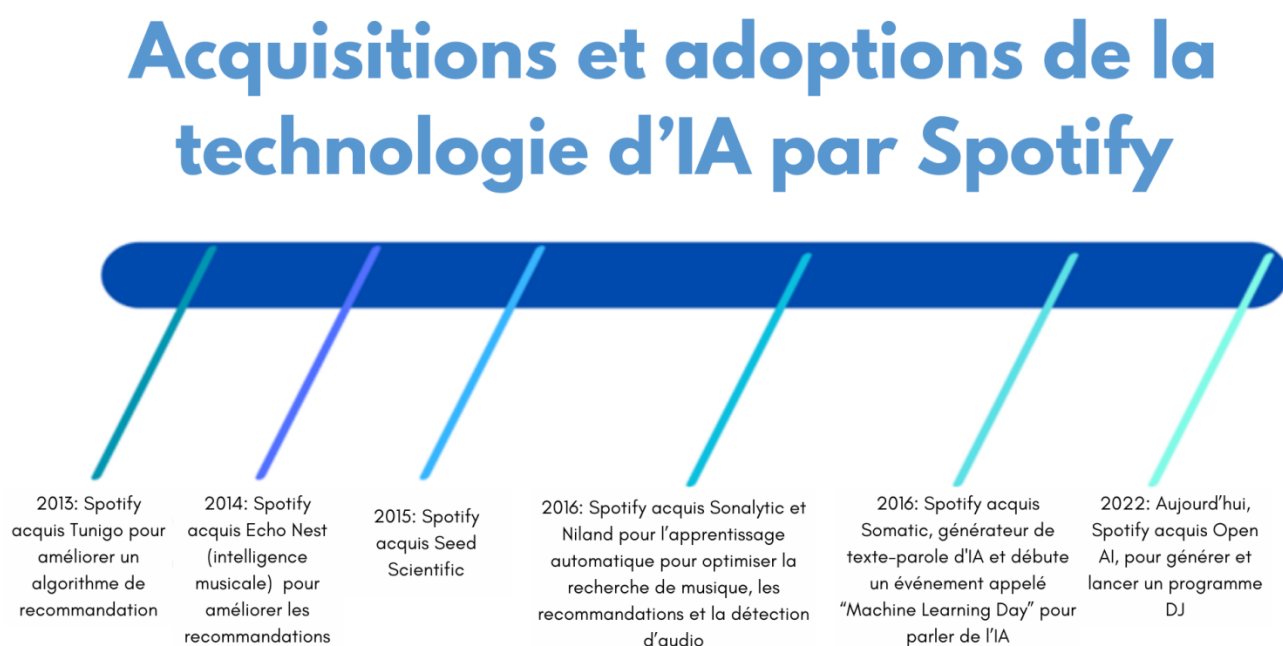 Acquisitions et adoptions de la
technologie d'IA par Spotify
2013: Spotify
acquis Tunigo pour
améliorer un
algorithme de
recommandation
2014: Spotify
acquis Echo Nest
(intelligence
musicale) pour
améliorer les
recommandations
2015: Spotify
acquis Seed
Scientific
2016: Spotify acquis Sonalytic et
Niland pour l'apprentissage
automatique pour optimiser la
recherche de musique, les
recommandations et la détection
d'audio
2016: Spotify acquis
Somatic, générateur de
texte-parole d'IA et débute
un événement appelé
"Machine Learning Day" pour
parler de l'IA
2022: Aujourd'hui,
Spotify acquis Open
AI, pour générer et
lancer un programme
DJ